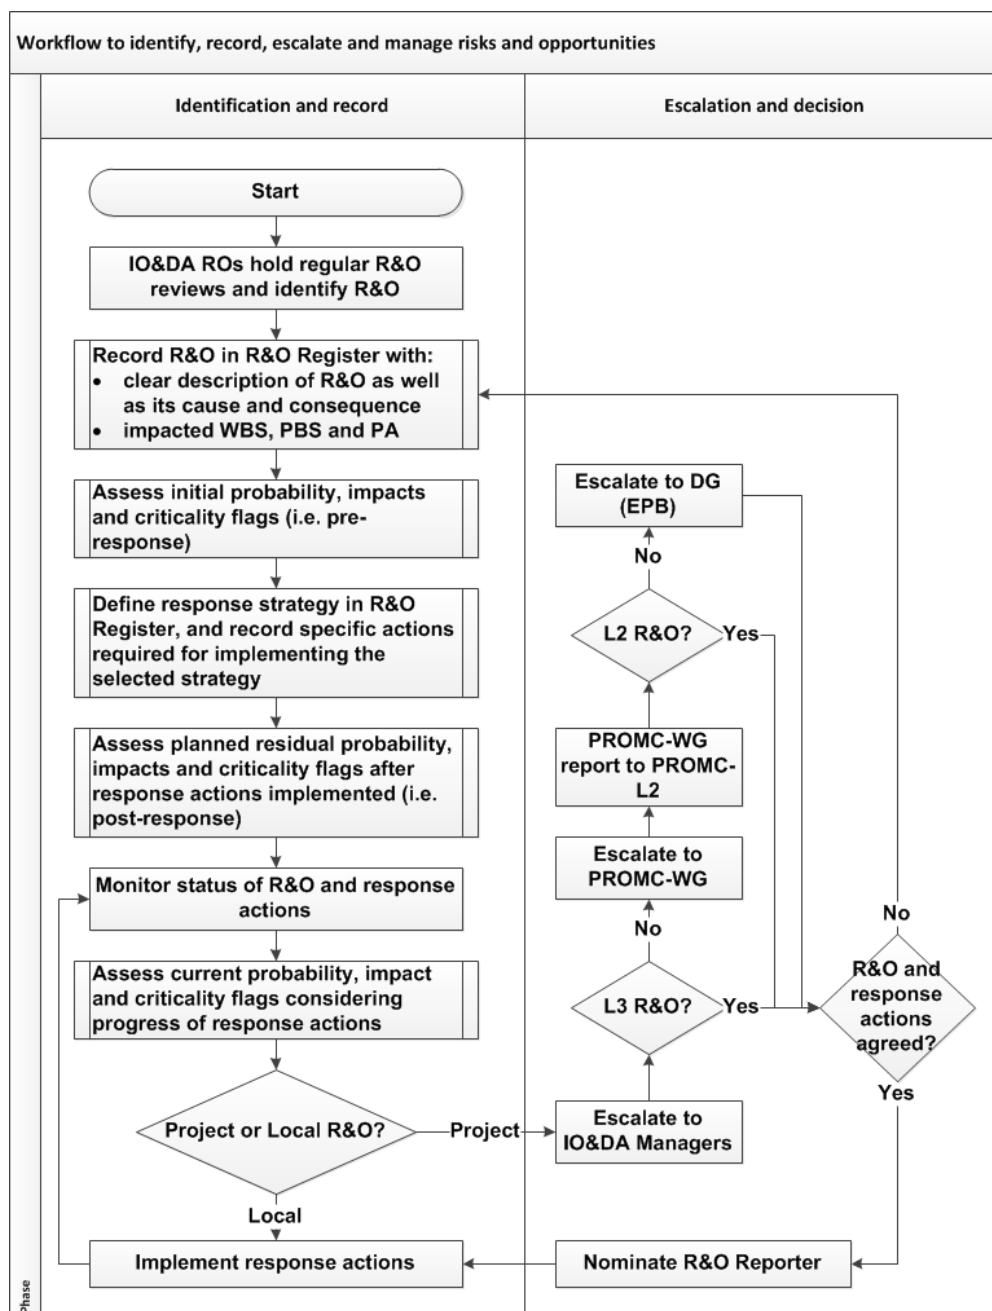 Workflow to identify, record, escalate and manage risks and opportunities
Identification and record
Escalation and decision
Start
IO&DA ROs hold regular R&O
reviews and identify R&O
Record R&O in R&O Register with:
• clear description of R&O as well
as its cause and consequence
• impacted WBS, PBS and PA
Assess initial probability, impacts
and criticality flags (i.e. pre-
response)
Define response strategy in R&O
Register, and record specific actions
required for implementing the
selected strategy
Assess planned residual probability,
impacts and criticality flags after
response actions implemented (i.e.
post-response)
Monitor status of R&O and response
actions
Assess current probability, impact
and criticality flags considering
progress of response actions
Project or Local R&O?
Project
Local
Implement response actions
Escalate to DG
(EPB)
No
L2 R&O?
Yes
PROMC-WG
report to PROMC-
L2
Escalate to
PROMC-WG
No
L3 R&O?
Yes
Escalate to
IO&DA Managers
No
R&O and
response
actions
agreed?
Yes
Nominate R&O Reporter
Phase